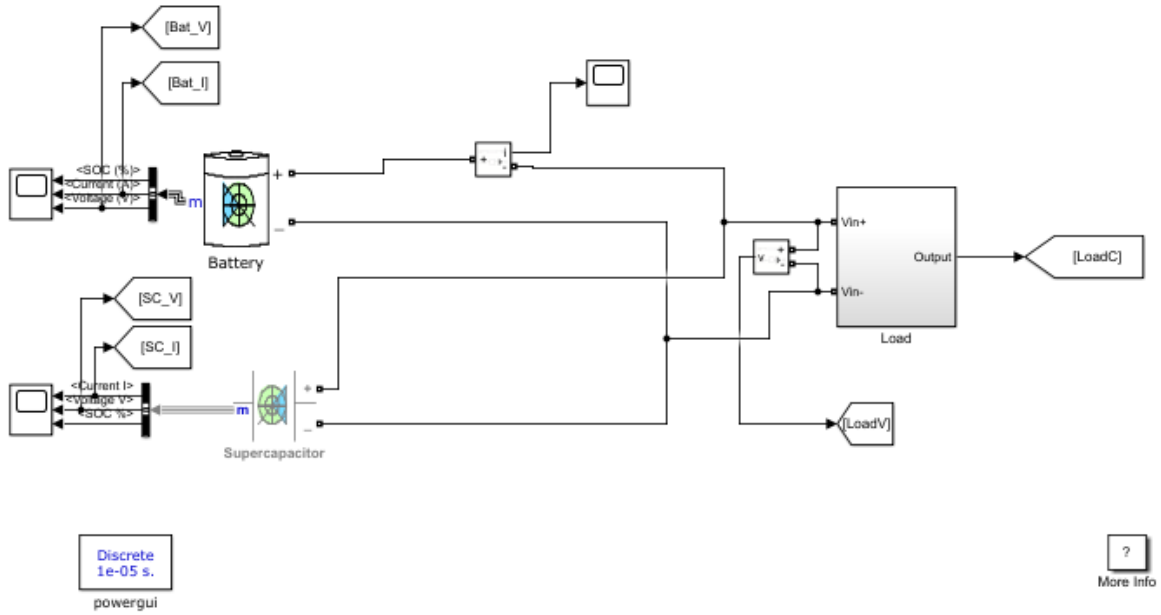 [Bat_V]
[Bat_I]
<SOC (%)>
<Current (A)>
<Voltage (V)>
m
+
_
Battery
+
i
-
Vin+
Vin-
Output
Load
v
+
-
[LoadC]
[SC_V]
[SC_I]
<Current I>
<Voltage V>
<SOC %>
m
+
_
Supercapacitor
[LoadV]
Discrete
1e-05 s.
powergui
?
More Info